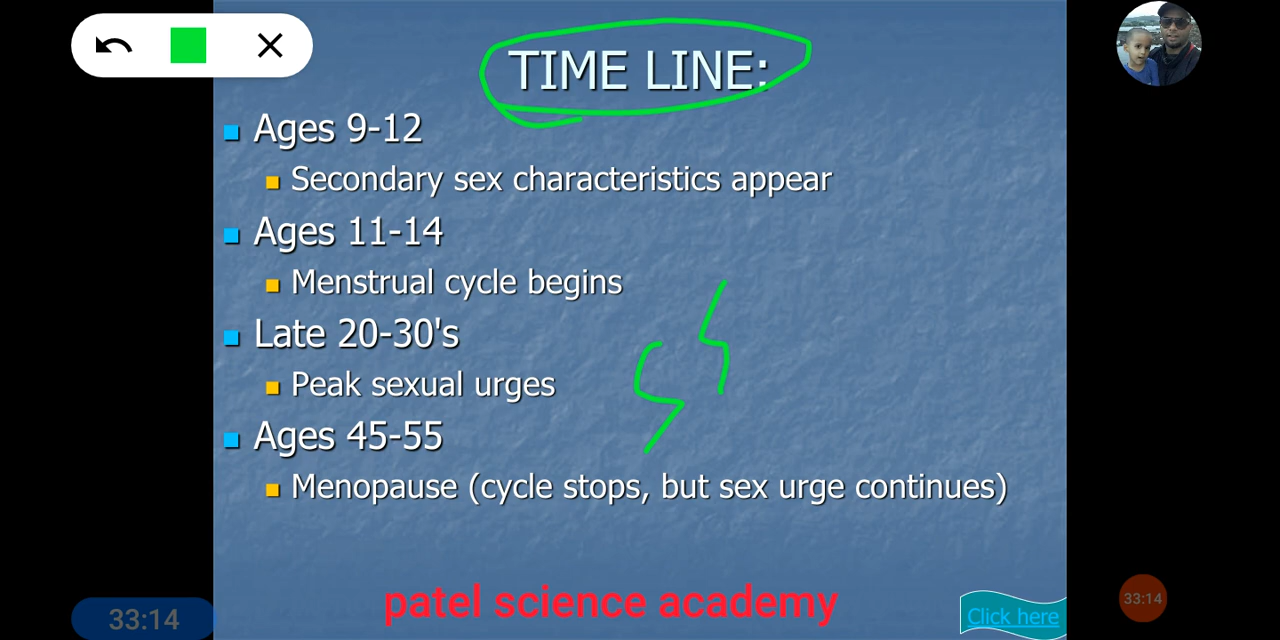 TIME LINE:
Ages 9-12
Secondary sex characteristics appear
Ages 11-14
Menstrual cycle begins
Late 20-30's
Peak sexual urges
Ages 45-55
Menopause (cycle stops, but sex urge continues)
patel science academy
Click here
33:14
33:14